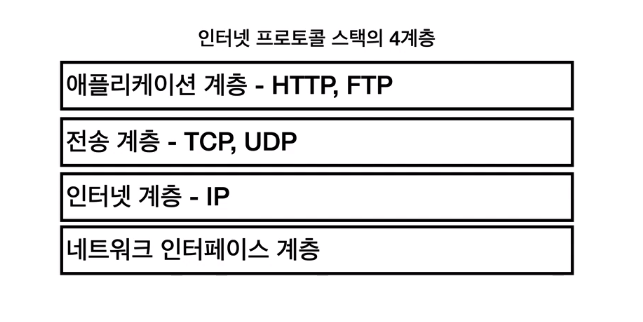 인터넷 프로토콜 스택의 4계층
애플리케이션 계층 - HTTP, FTP
전송 계층 - TCP, UDP
인터넷 계층 - IP
네트워크 인터페이스 계층